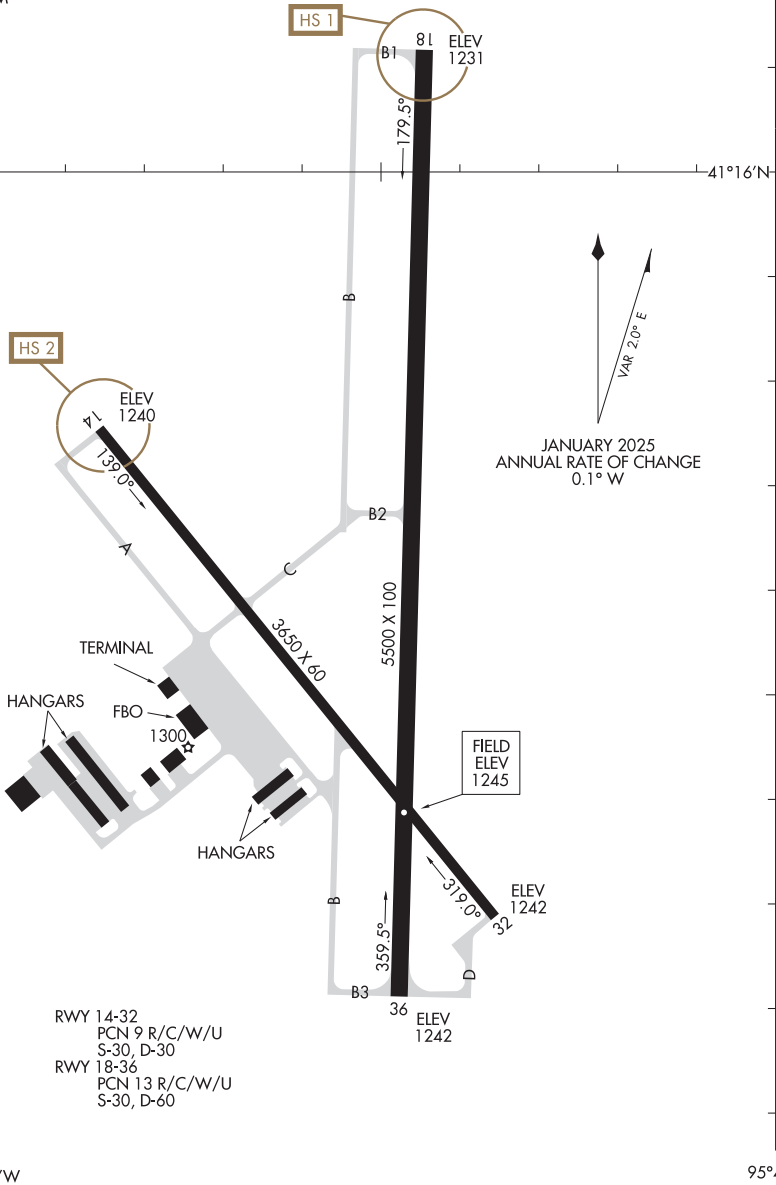 HS 1
18
ELEV
1231
B1
179.5°
41°16'N
B
VAR 2.0° E
HS 2
ELEV
1240
14
139.0°
JANUARY 2025
ANNUAL RATE OF CHANGE
0.1° W
B2
A
C
5500 X 100
3650 X 60
TERMINAL
HANGARS
FBO
1300
FIELD
ELEV
1245
HANGARS
319.0°
ELEV
1242
32
B
359.5°
D
B3
36
ELEV
1242
RWY 14-32
PCN 9 R/C/W/U
S-30, D-30
RWY 18-36
PCN 13 R/C/W/U
S-30, D-60